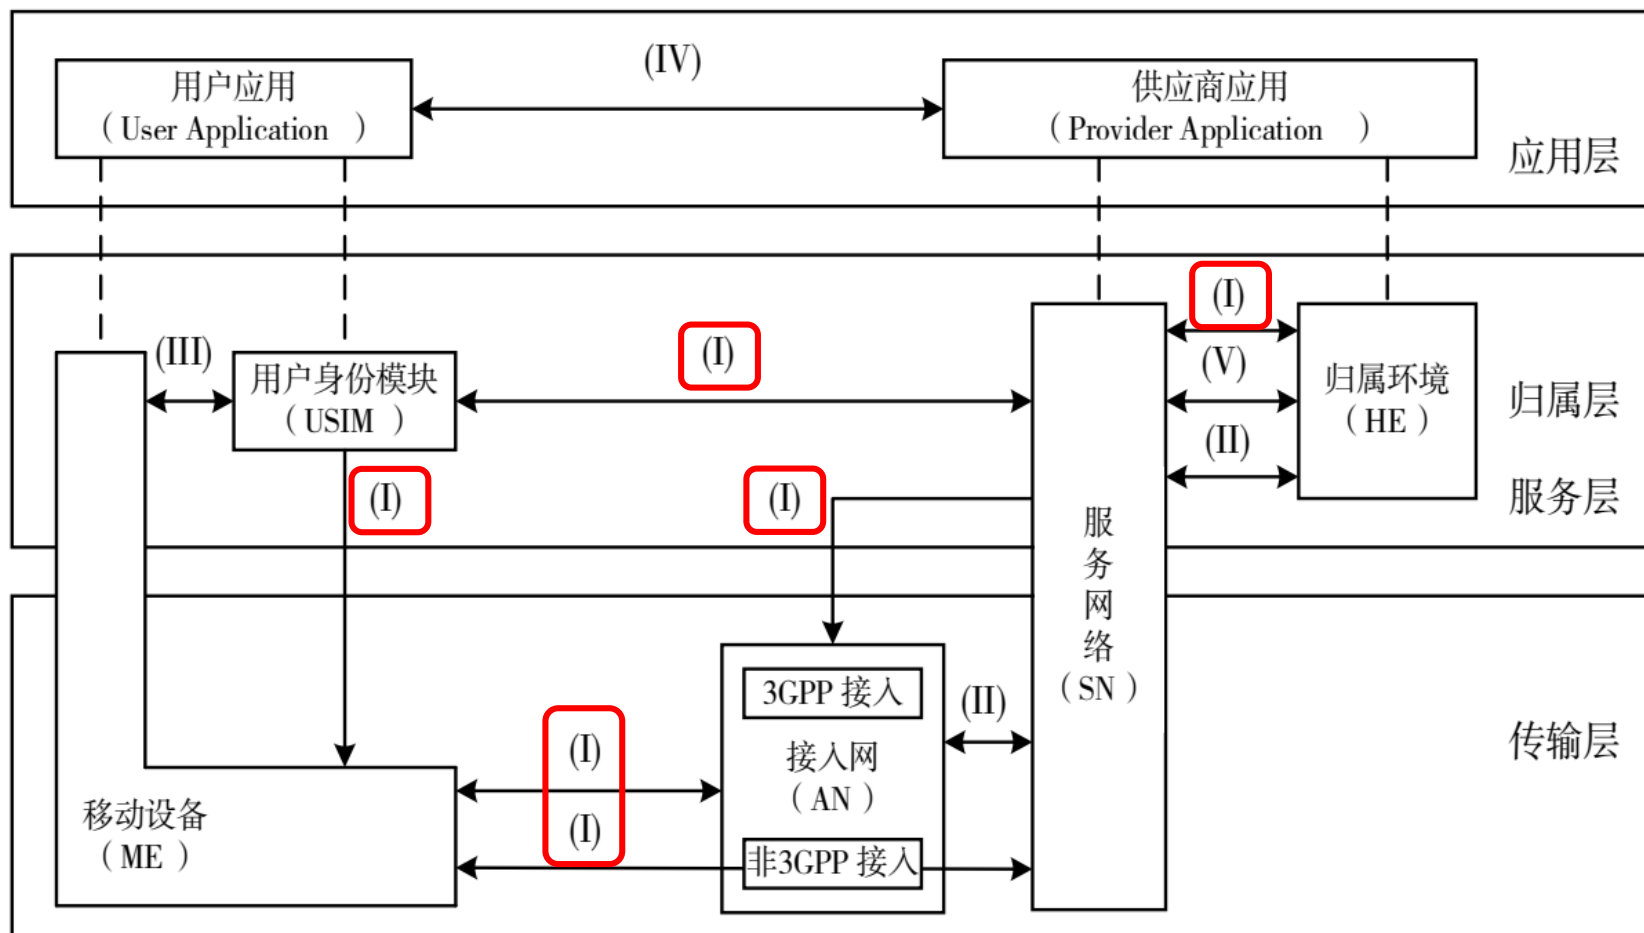 (IV)
用户应用
（User Application ）
供应商应用
（Provider Application ）
应用层
(I)
(III)
用户身份模块
（USIM ）
(I)
(V)
归属环境
（HE）
归属层
(II)
(I)
(I)
服务层
服
务
网
络
（SN）
3GPP 接入
(II)
接入网
（AN）
传输层
(I)
(I)
移动设备
（ME ）
非3GPP 接入